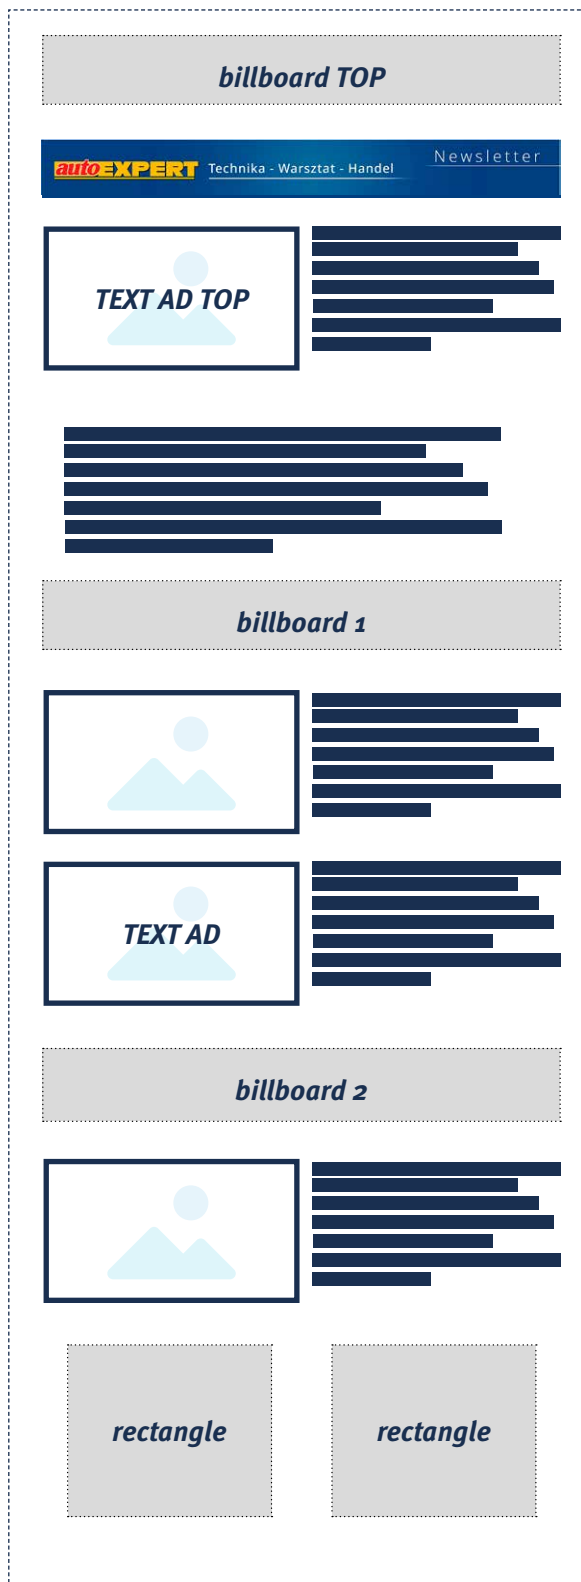 billboard TOP
autoEXPERT Technika - Warsztat - Handel Newsletter
TEXT AD TOP
billboard 1
TEXT AD
billboard 2
rectangle rectangle